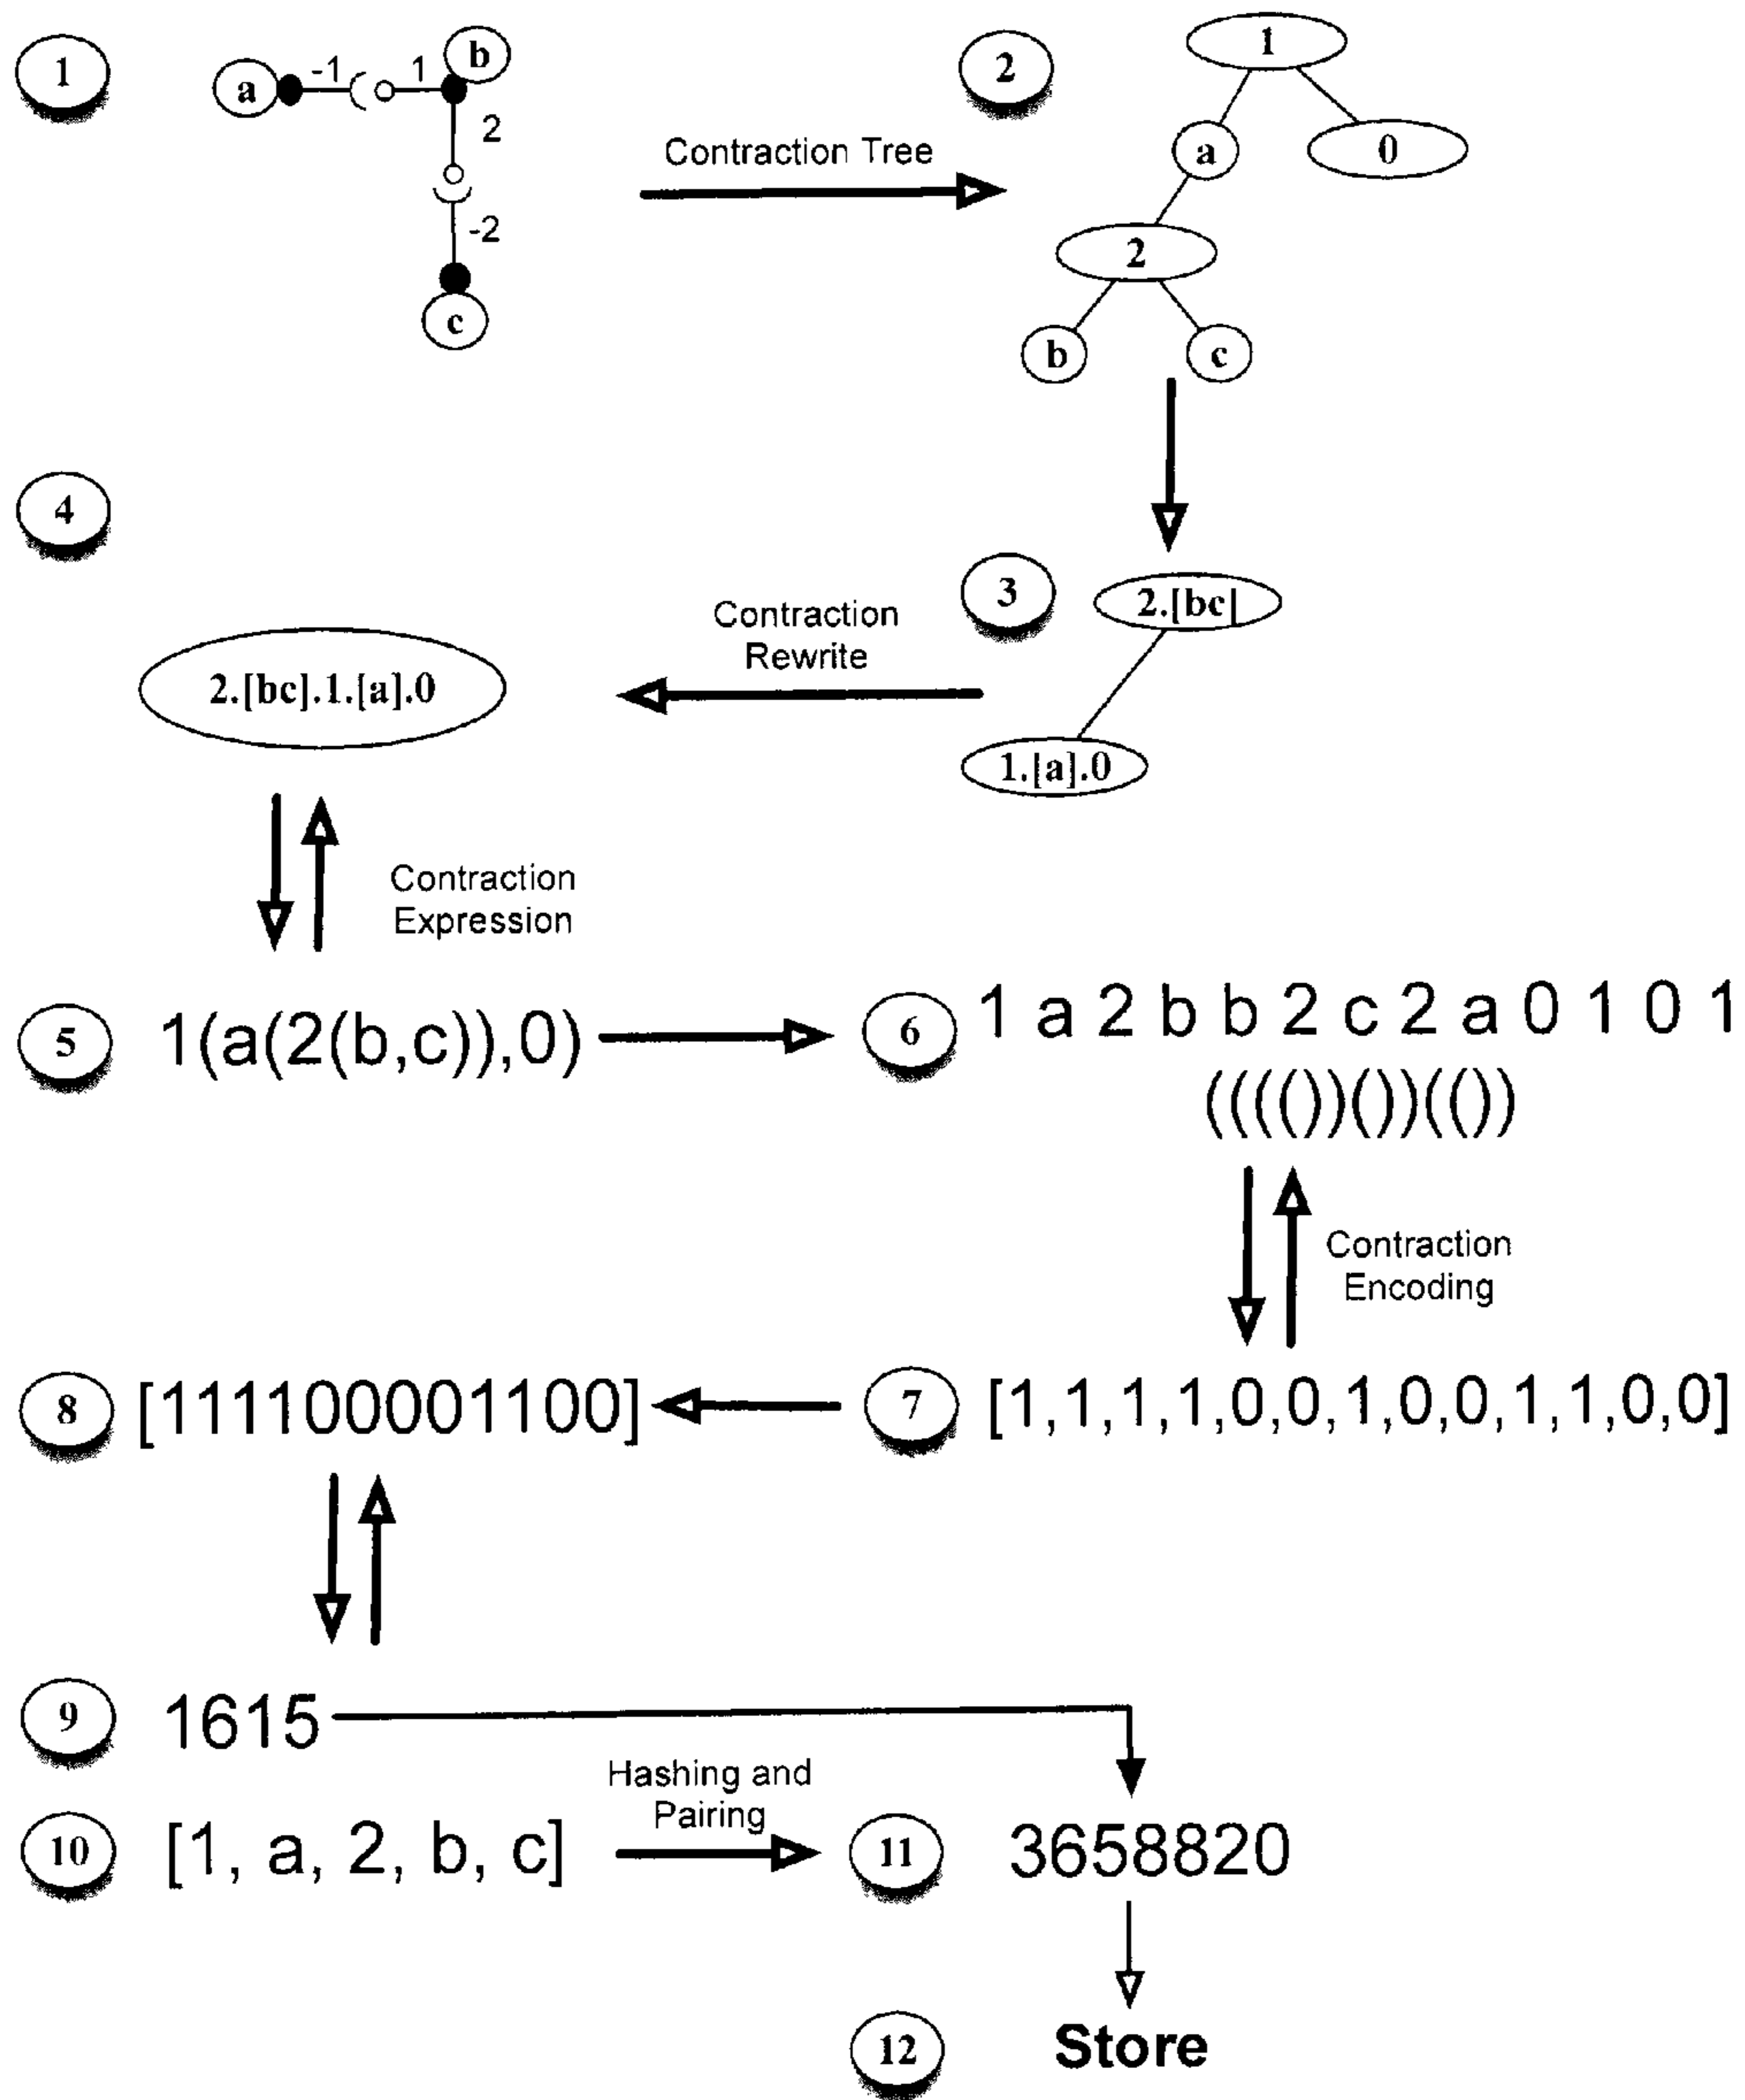 1
a
-1
1
b
2
-2
c
Contraction Tree
2
1
a
0
2
b
c
3
2.[bc]
1.[a].0
Contraction
Rewrite
4
2.[bc].1.[a].0
Contraction
Expression
5
1(a(2(b,c)),0)
6
1 a 2 b b 2 c 2 a 0 1 0 1
(((())())(())
Contraction
Encoding
7
[1,1,1,1,0,0,1,0,0,1,1,0,0]
8
[111100001100]
9
1615
10
[1, a, 2, b, c]
Hashing and
Pairing
11
3658820
12
Store